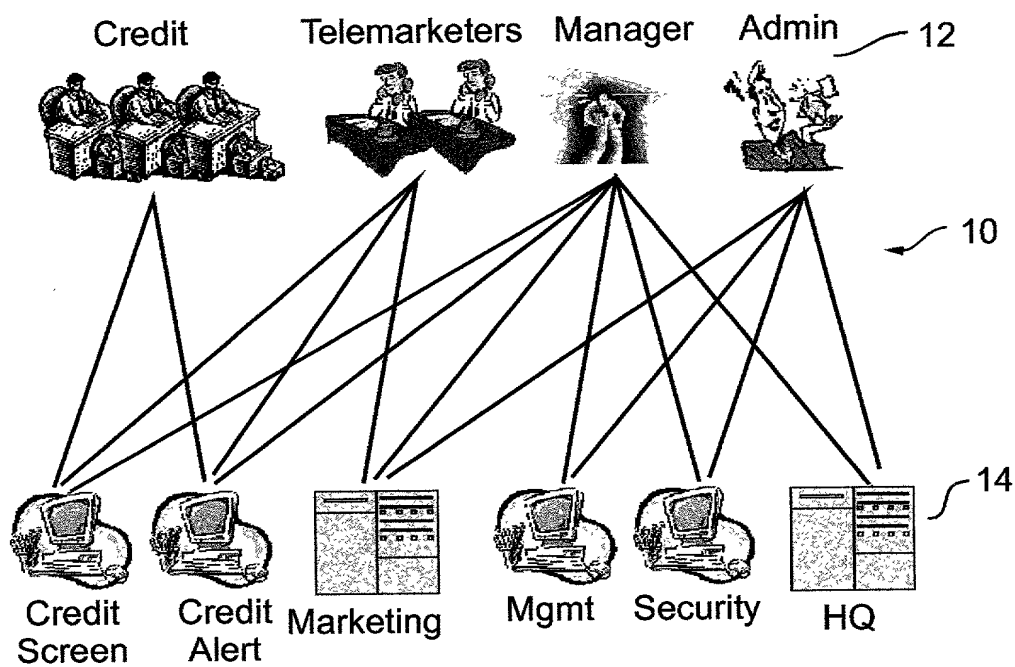 Credit
Telemarketers
Manager
Admin
12
10
14
Credit
Screen
Credit
Alert
Marketing
Mgmt
Security
HQ